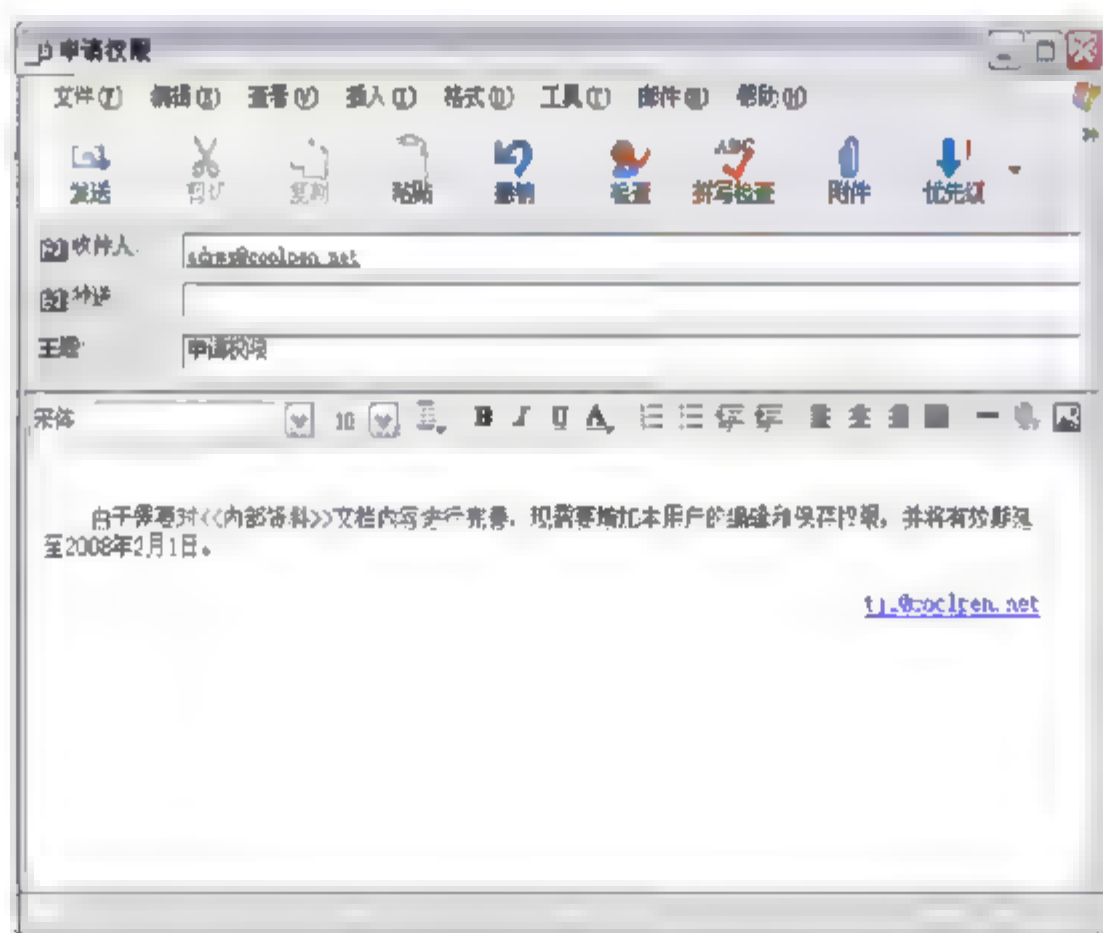 申请权限
文件(F) 编辑(E) 查看(V) 插入(I) 格式(O) 工具(T) 邮件(M) 帮助(H)
发送 剪切 复制 粘贴 撤销 检查 拼写检查 附件 优先级
收件人:
抄送:
主题: 申请权限
宋体 10
由于需要对<<内部资料>>文档内容进行完善，现需要增加本用户的编辑和保存权限，并将有效期延
至2008年2月1日。